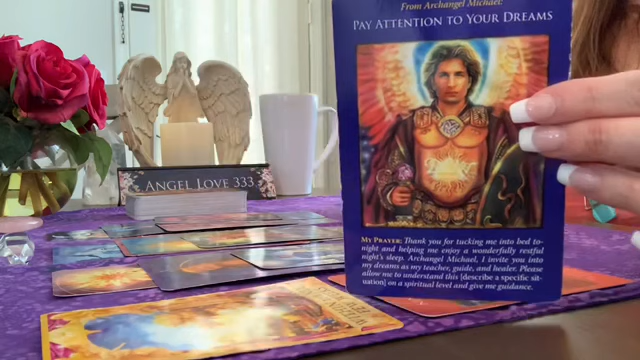 From Archangel Michael:
PAY ATTENTION TO YOUR DREAMS
ANGEL LOVE 333
MY PRAYER: Thank you for tucking me into bed to-
night and helping me enjoy a wonderfully restful
night's sleep. Archangel Michael, I invite you into
my dreams as my teacher, guide, and healer. Please
allow me to understand this [describe a specific sit-
uation] on a spiritual level and give me guidance.